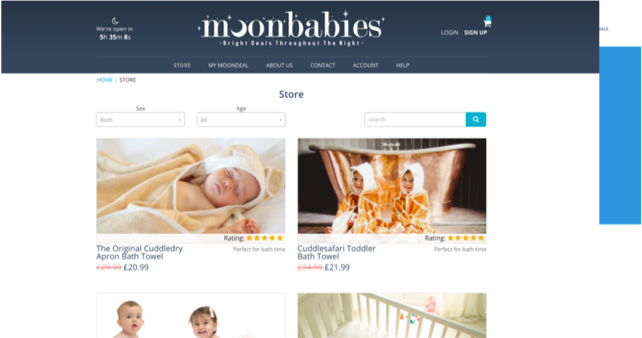 We're open in
5h 35m 8s
moonbabies
Bright Deals Throughout The Night
LOGIN SIGN UP
STORE MY MOONDEAL ABOUT US CONTACT ACCOUNT HELP
HOME : STORE
Store
Sex
Age
Both
All
search
Rating:
Rating:
The Original Cuddledry
Apron Bath Towel
Perfect for bath time
£29.99 £20.99
Cuddlesafari Toddler
Bath Towel
Perfect for bath time
£34.99 £21.99